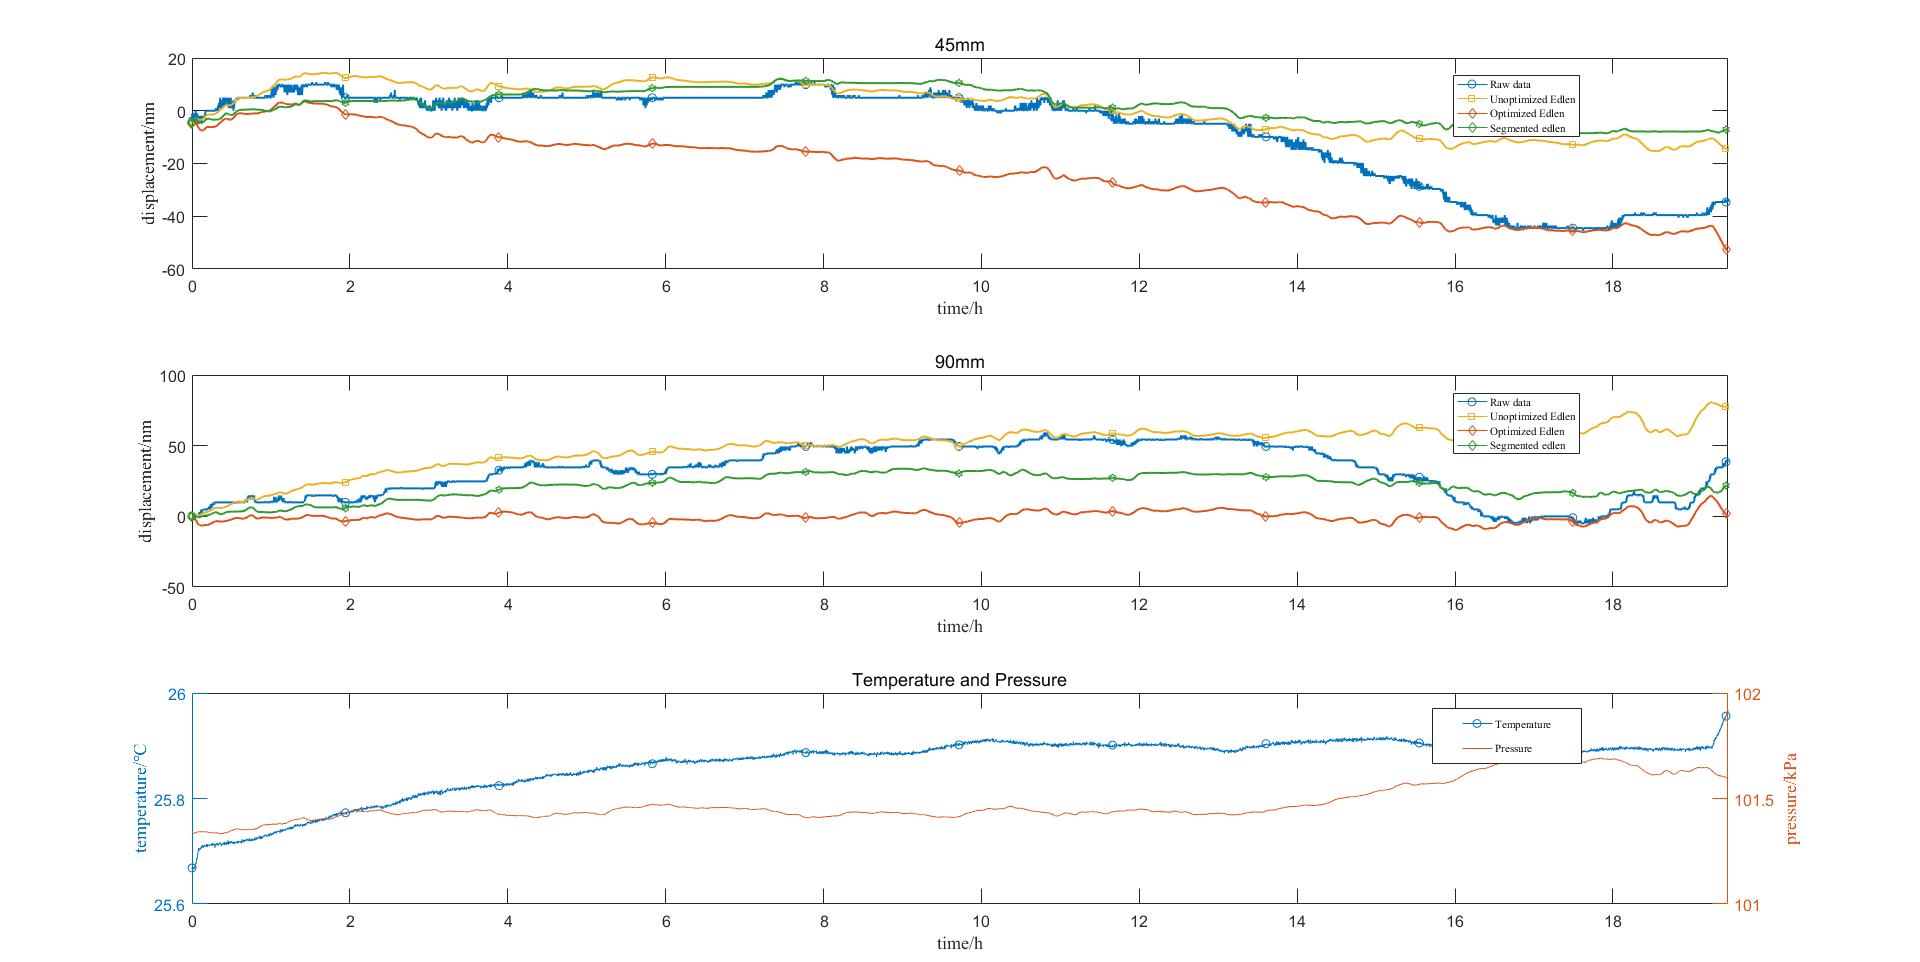 45mm
20
0
-20
-40
-60
displacement/nm
Raw data
Unoptimized Edlen
Optimized Edlen
Segmented edlen
0 2 4 6 8 10 12 14 16 18
time/h
90mm
100
50
0
-50
displacement/nm
Raw data
Unoptimized Edlen
Optimized Edlen
Segmented edlen
0 2 4 6 8 10 12 14 16 18
time/h
Temperature and Pressure
26
25.8
25.6
temperature/°C
Temperature
Pressure
102
101.5
101
pressure/kPa
0 2 4 6 8 10 12 14 16 18
time/h